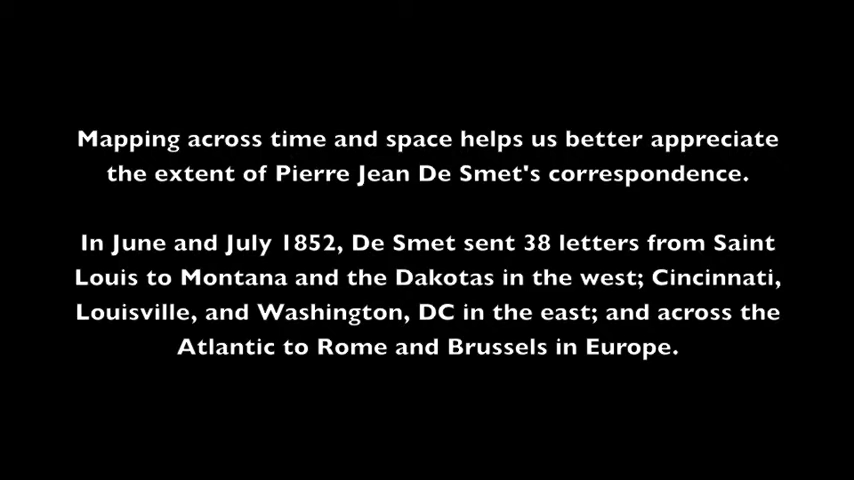 Mapping across time and space helps us better appreciate
the extent of Pierre Jean De Smet's correspondence.
In June and July 1852, De Smet sent 38 letters from Saint
Louis to Montana and the Dakotas in the west; Cincinnati,
Louisville, and Washington, DC in the east; and across the
Atlantic to Rome and Brussels in Europe.